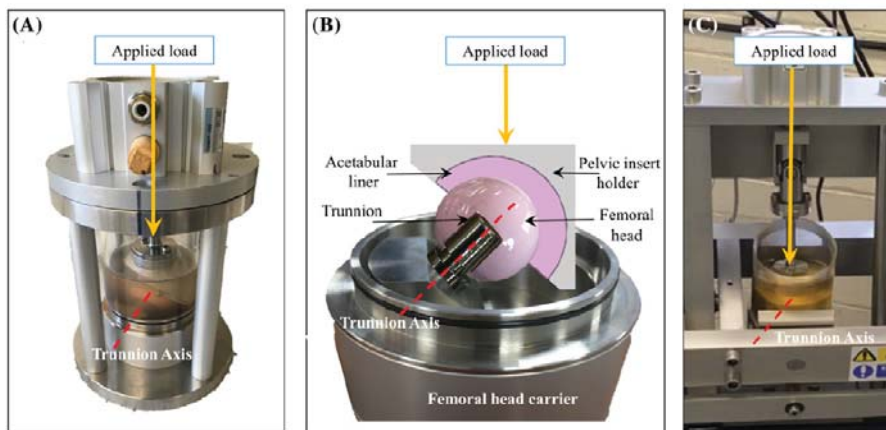 (A)
Applied load
Trunnion Axis
(B)
Applied load
Acetabular
liner
Pelvic insert
holder
Trunnion
Femoral
head
Trunnion Axis
Femoral head carrier
(C)
Applied load
Trunnion Axis